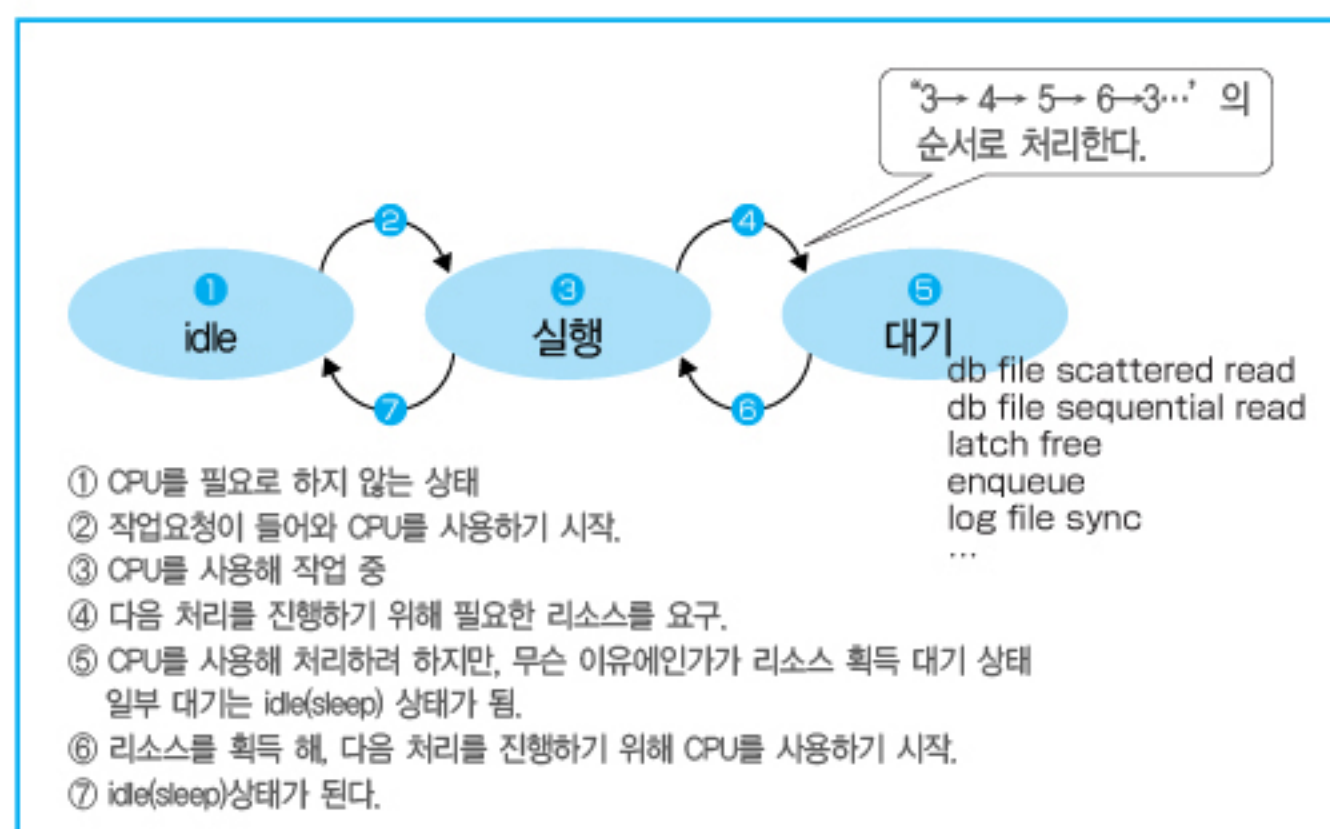 "3→ 4→ 5→ 6→3…' 의
순서로 처리한다.
② ④
① ③ ⑤
idle 실행 대기
⑦ ⑥
db file scattered read
db file sequential read
latch free
enqueue
log file sync
…
① CPU를 필요로 하지 않는 상태
② 작업요청이 들어와 CPU를 사용하기 시작.
③ CPU를 사용해 작업 중
④ 다음 처리를 진행하기 위해 필요한 리소스를 요구.
⑤ CPU를 사용해 처리하려 하지만, 무슨 이유에인가가 리소스 획득 대기 상태
일부 대기는 idle(sleep) 상태가 됨.
⑥ 리소스를 획득 해, 다음 처리를 진행하기 위해 CPU를 사용하기 시작.
⑦ idle(sleep)상태가 된다.